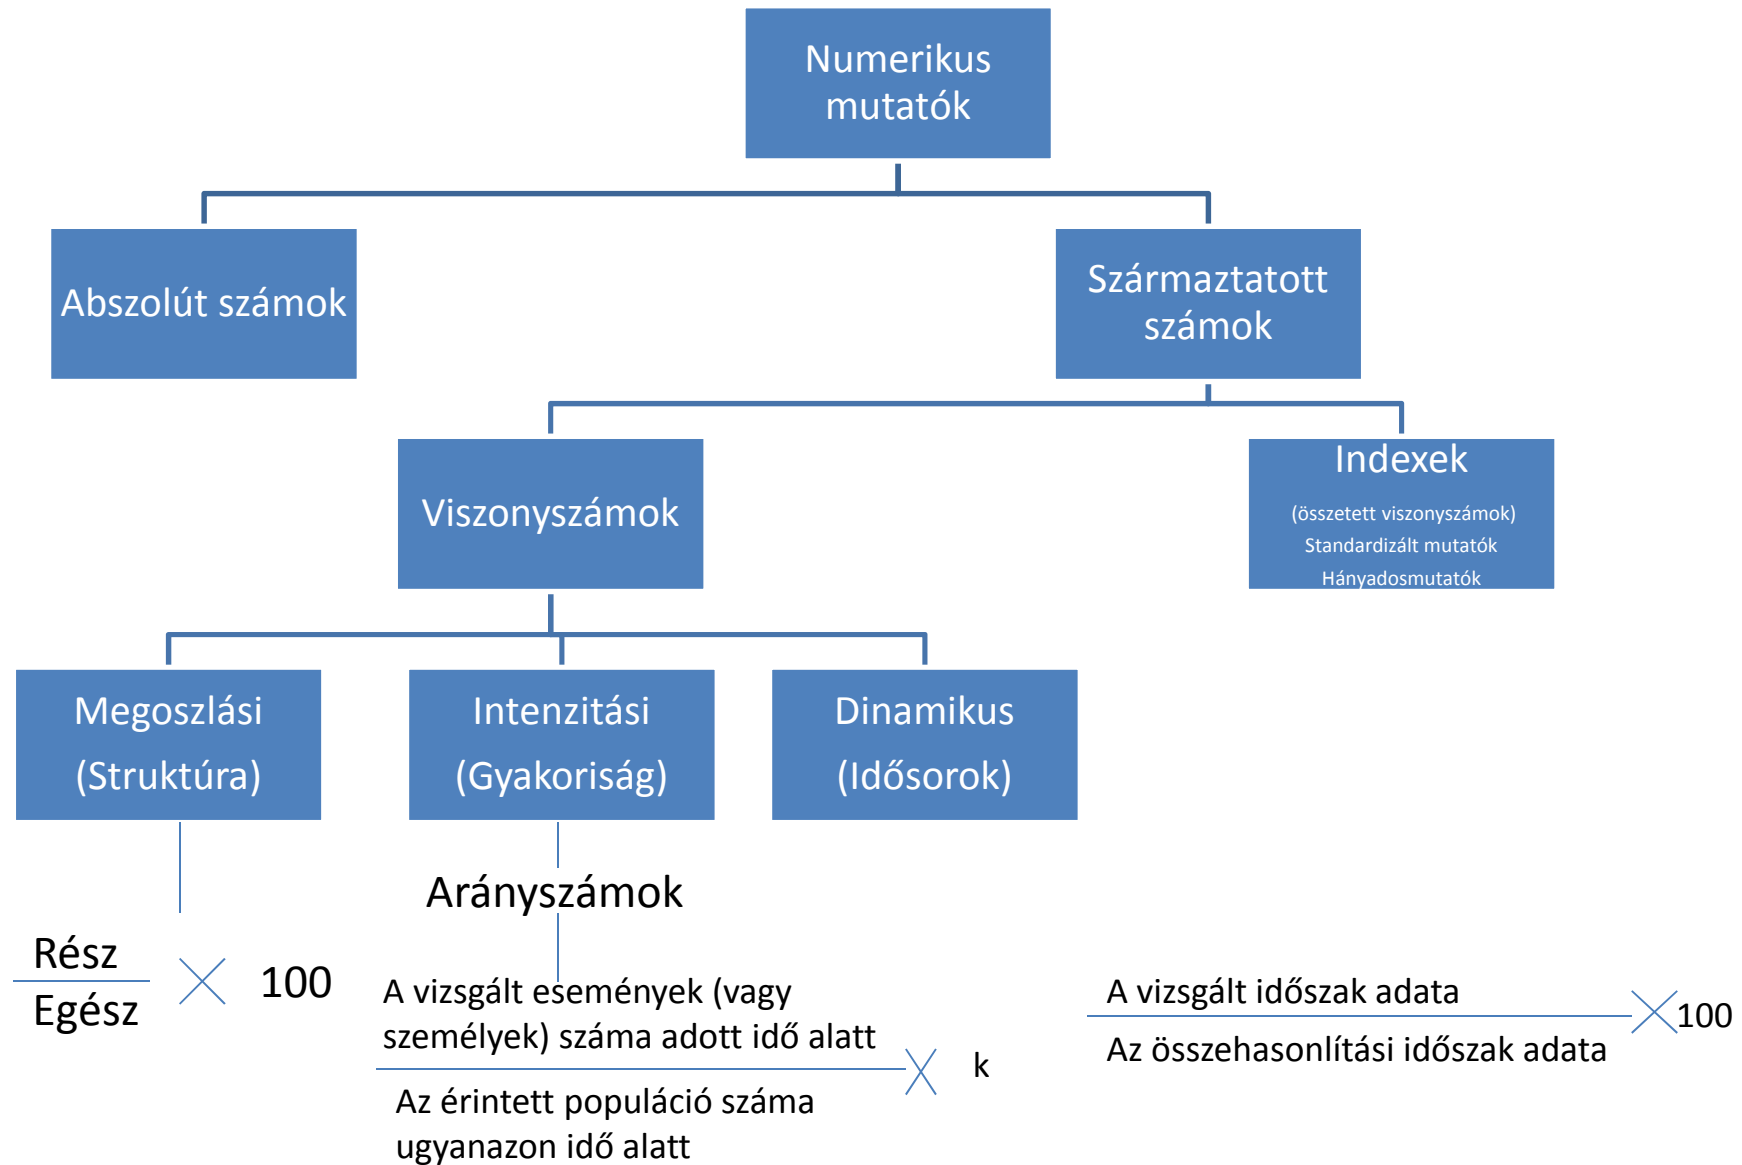 Numerikus
mutatók
Abszolút számok
Származtatott
számok
Viszonyszámok
Indexek
(összetett viszonyszámok)
Standardizált mutatók
Hányadosmutatók
Megoszlási
(Struktúra)
Intenzitási
(Gyakoriság)
Dinamikus
(Idősorok)
Arányszámok
Rész
Egész
100
A vizsgált események (vagy
személyek) száma adott idő alatt
k
Az érintett populáció száma
ugyanazon idő alatt
A vizsgált időszak adata
100
Az összehasonlítási időszak adata